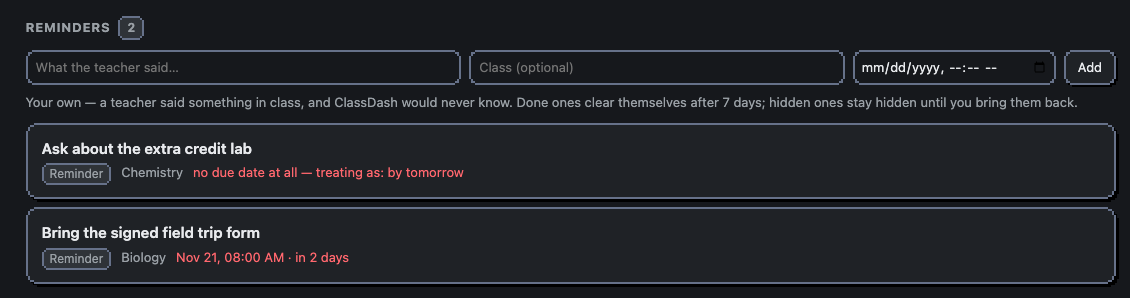 REMINDERS 2
What the teacher said... Class (optional) mm/dd/yyyy, --:-- -- Add
Your own — a teacher said something in class, and ClassDash would never know. Done ones clear themselves after 7 days; hidden ones stay hidden until you bring them back.
Ask about the extra credit lab
Reminder Chemistry no due date at all — treating as: by tomorrow
Bring the signed field trip form
Reminder Biology Nov 21, 08:00 AM · in 2 days